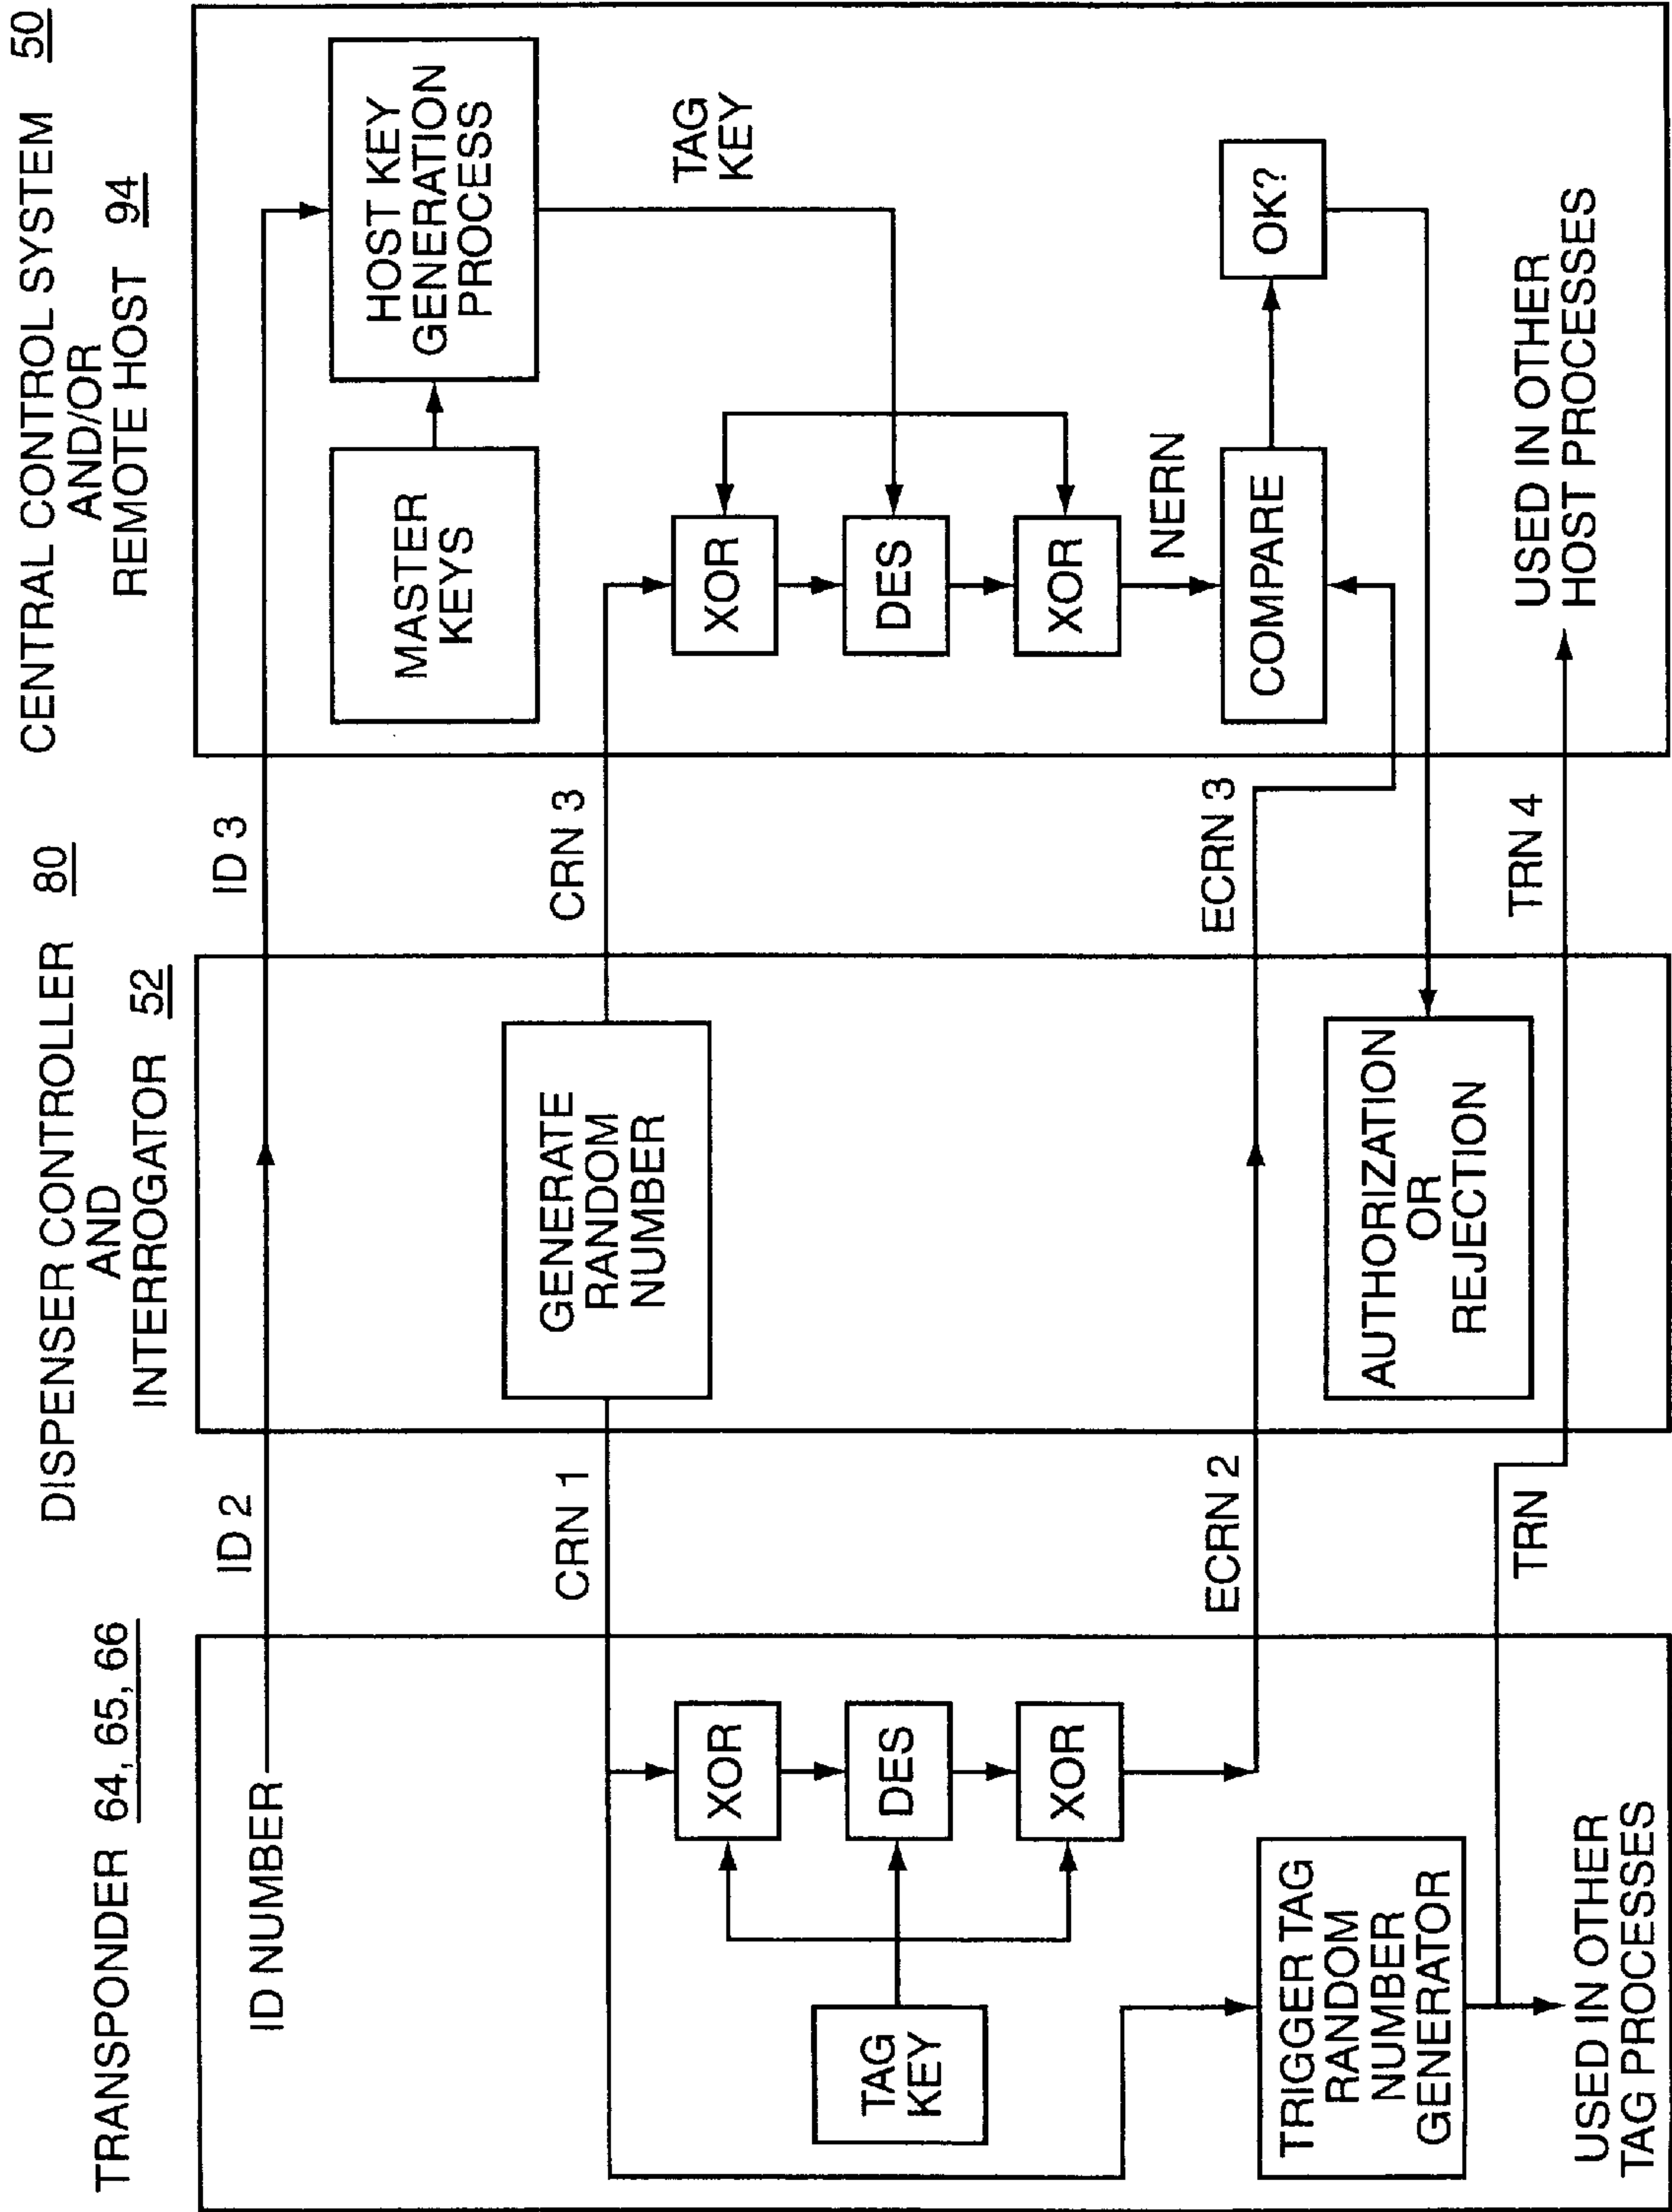 TRANSPONDER 64, 65, 66
DISPENSER CONTROLLER 80
AND
INTERROGATOR 52
CENTRAL CONTROL SYSTEM 50
AND/OR
REMOTE HOST 94
ID NUMBER
ID 2
ID 3
CRN 1
GENERATE
RANDOM
NUMBER
CRN 3
MASTER
KEYS
HOST KEY
GENERATION
PROCESS
TAG
KEY
TAG
KEY
XOR
DES
XOR
XOR
DES
XOR
NERN
ECRN 2
ECRN 3
COMPARE
OK?
TRIGGER TAG
RANDOM
NUMBER
GENERATOR
AUTHORIZATION
OR
REJECTION
TRN
TRN 4
USED IN OTHER
TAG PROCESSES
USED IN OTHER
HOST PROCESSES